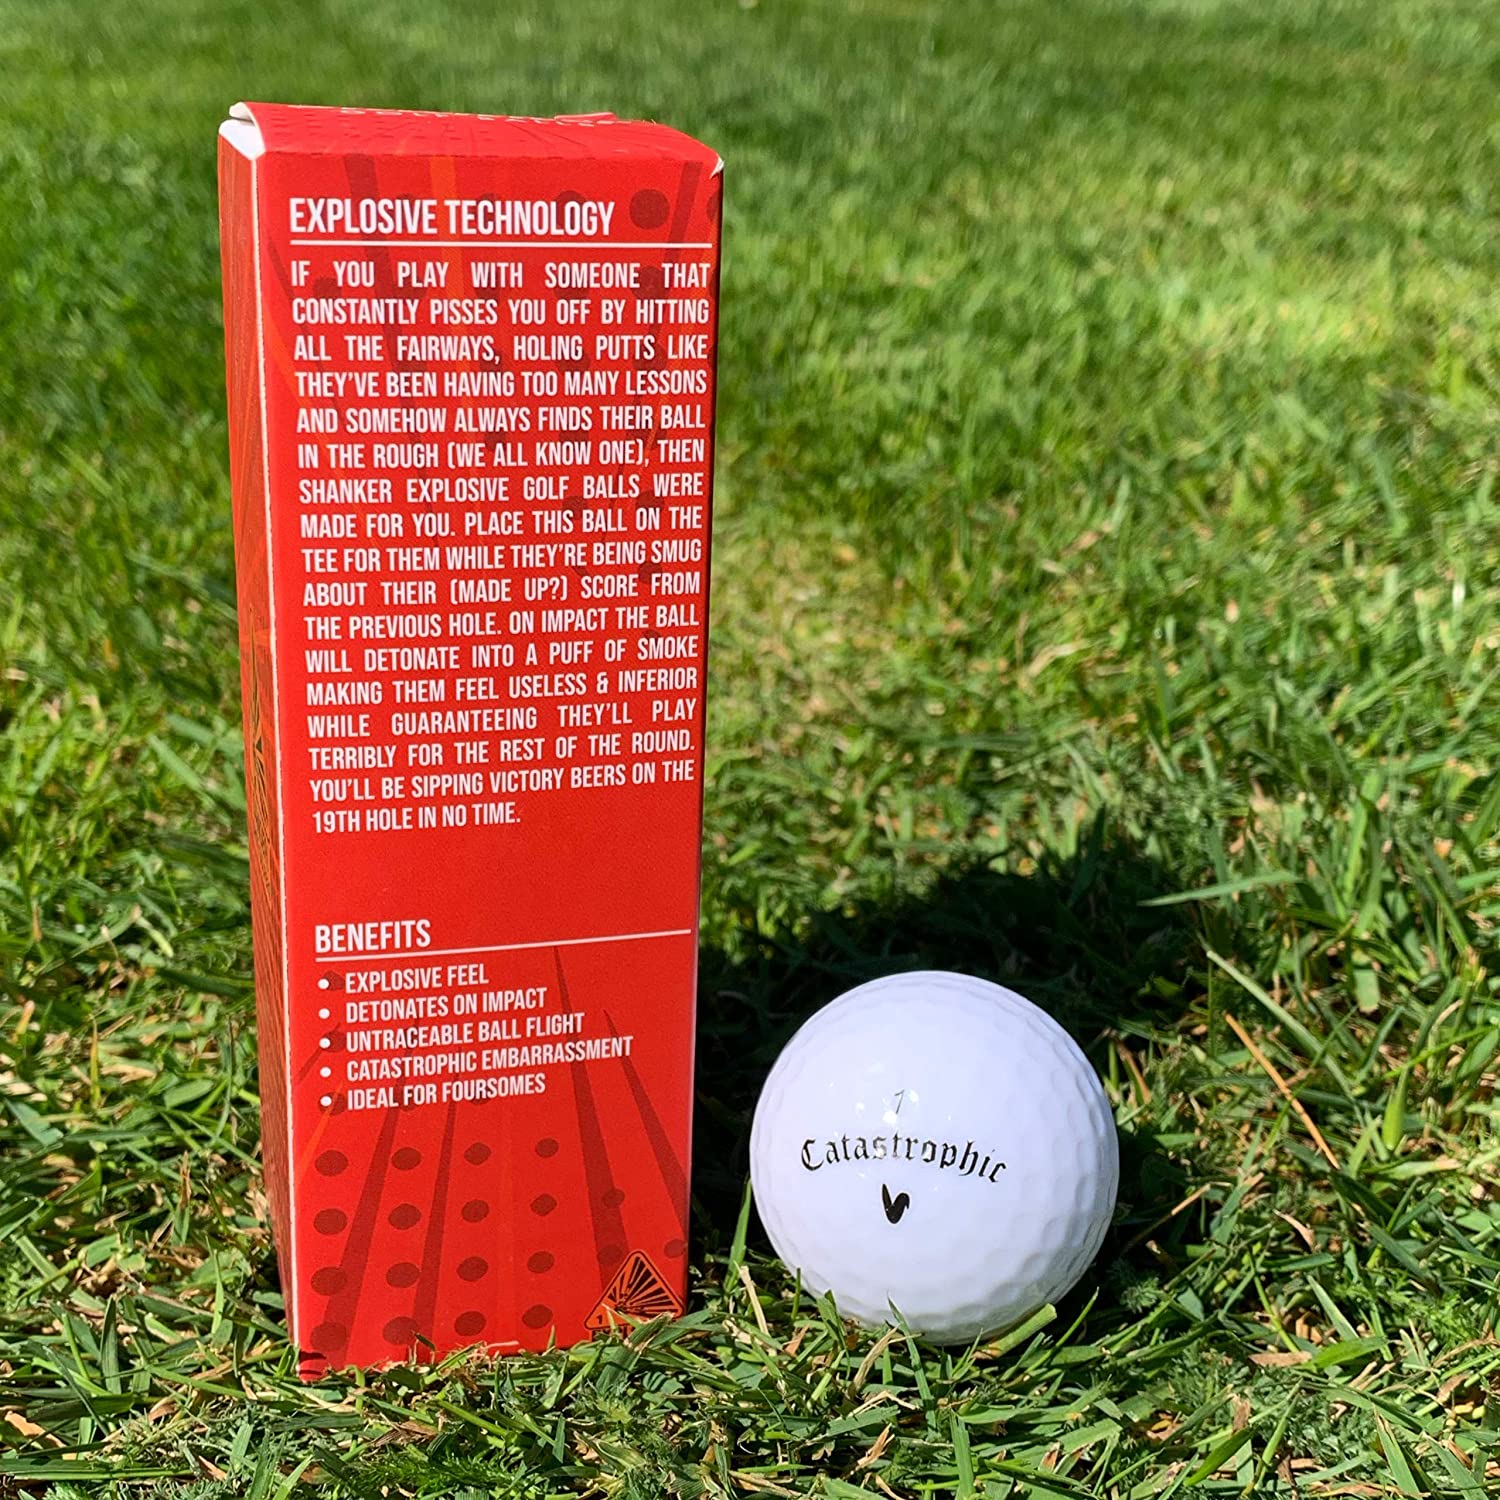 EXPLOSIVE TECHNOLOGY
IF YOU PLAY WITH SOMEONE THAT
CONSTANTLY PISSES YOU OFF BY HITTING
ALL THE FAIRWAYS, HOLING PUTTS LIKE
THEY'VE BEEN HAVING TOO MANY LESSONS
AND SOMEHOW ALWAYS FINDS THEIR BALL
IN THE ROUGH (WE ALL KNOW ONE), THEN
SHANKER EXPLOSIVE GOLF BALLS WERE
MADE FOR YOU. PLACE THIS BALL ON THE
TEE FOR THEM WHILE THEY'RE BEING SMUG
ABOUT THEIR (MADE UP?) SCORE FROM
THE PREVIOUS HOLE. ON IMPACT THE BALL
WILL DETONATE INTO A PUFF OF SMOKE
MAKING THEM FEEL USELESS & INFERIOR
WHILE GUARANTEEING THEY'LL PLAY
TERRIBLY FOR THE REST OF THE ROUND.
YOU'LL BE SIPPING VICTORY BEERS ON THE
19TH HOLE IN NO TIME.
BENEFITS
• EXPLOSIVE FEEL
• DETONATES ON IMPACT
• UNTRACEABLE BALL FLIGHT
• CATASTROPHIC EMBARRASSMENT
• IDEAL FOR FOURSOMES
1
Catastrophic